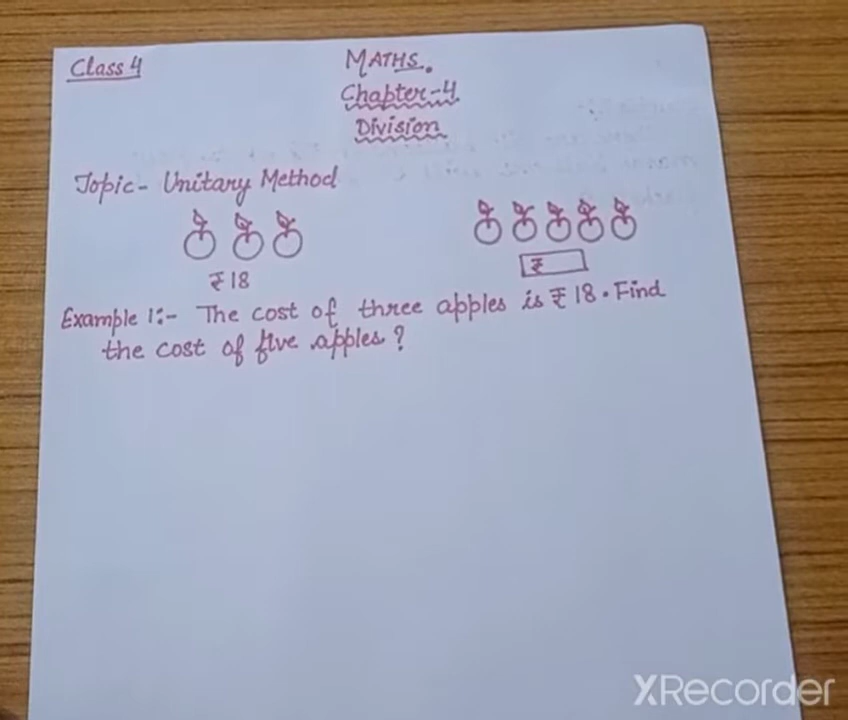 Class 4
MATHS.
Chapter-4
Division
Topic- Unitary Method
₹18
₹
Example 1:- The cost of three apples is ₹ 18. Find
the cost of five apples?
XRecorder